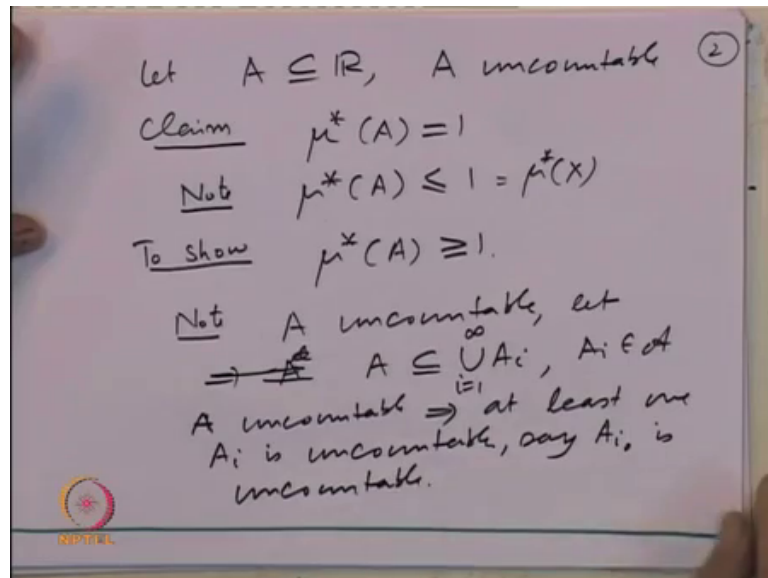 ②
Let A ⊆ ℝ, A uncountable
Claim μ*(A) = 1
Note μ*(A) ≤ 1 = μ*(X)
To show μ*(A) ≥ 1.
Not A uncountable, let
A ⊆ ∞⋃i=1 Ai, Ai ∈ 𝒜
A uncountable ⇒ at least one
Ai is uncountable, say Ai₀ is
uncountable.
NPTEL